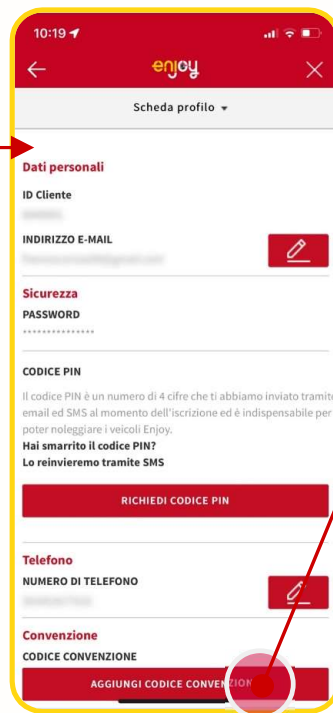 10:19
enjoy
Scheda profilo
Dati personali
ID Cliente
INDIRIZZO E-MAIL
Sicurezza
PASSWORD
***************
CODICE PIN
Il codice PIN è un numero di 4 cifre che ti abbiamo inviato tramite
email ed SMS al momento dell'iscrizione ed è indispensabile per
poter noleggiare i veicoli Enjoy.
Hai smarrito il codice PIN?
Lo reinvieremo tramite SMS
RICHIEDI CODICE PIN
Telefono
NUMERO DI TELEFONO
Convenzione
CODICE CONVENZIONE
AGGIUNGI CODICE CONVENZIONE